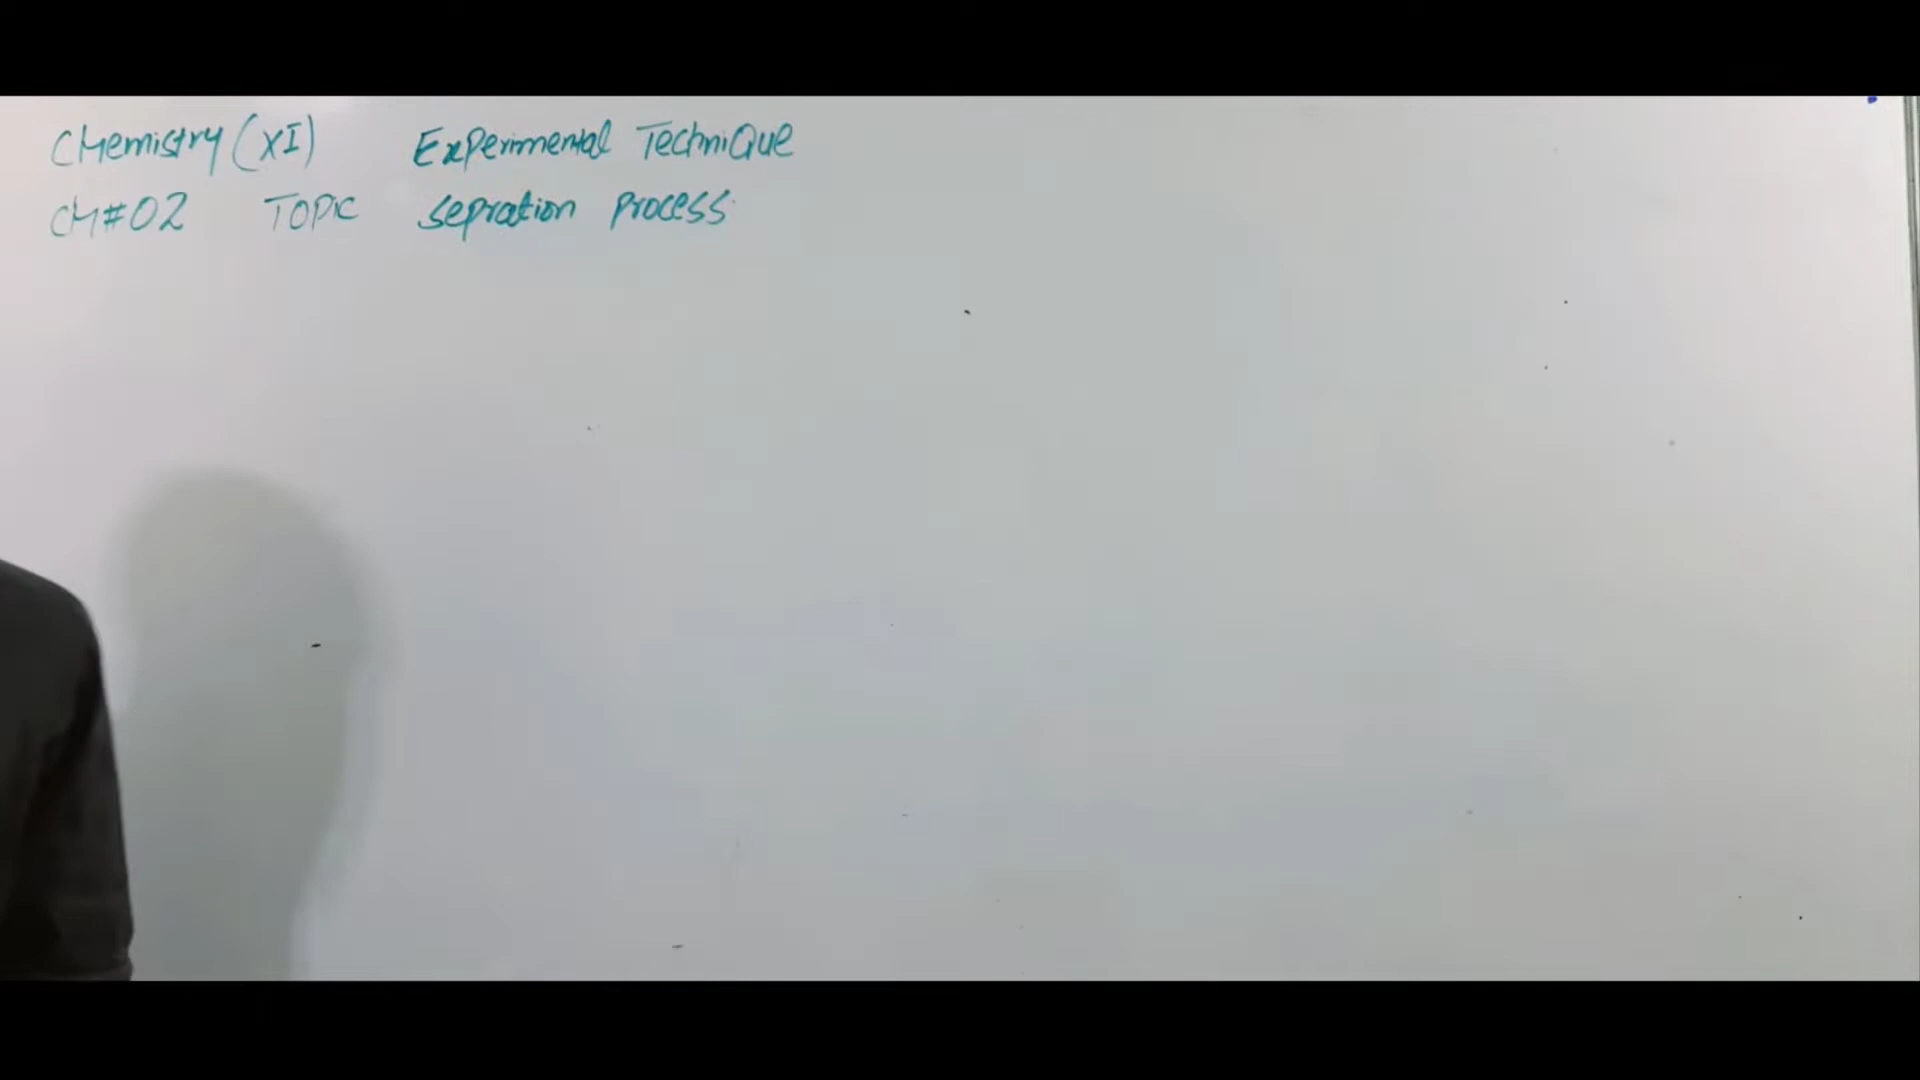 Chemistry (XI) Experimental Technique
CH#02 Topic sepration process